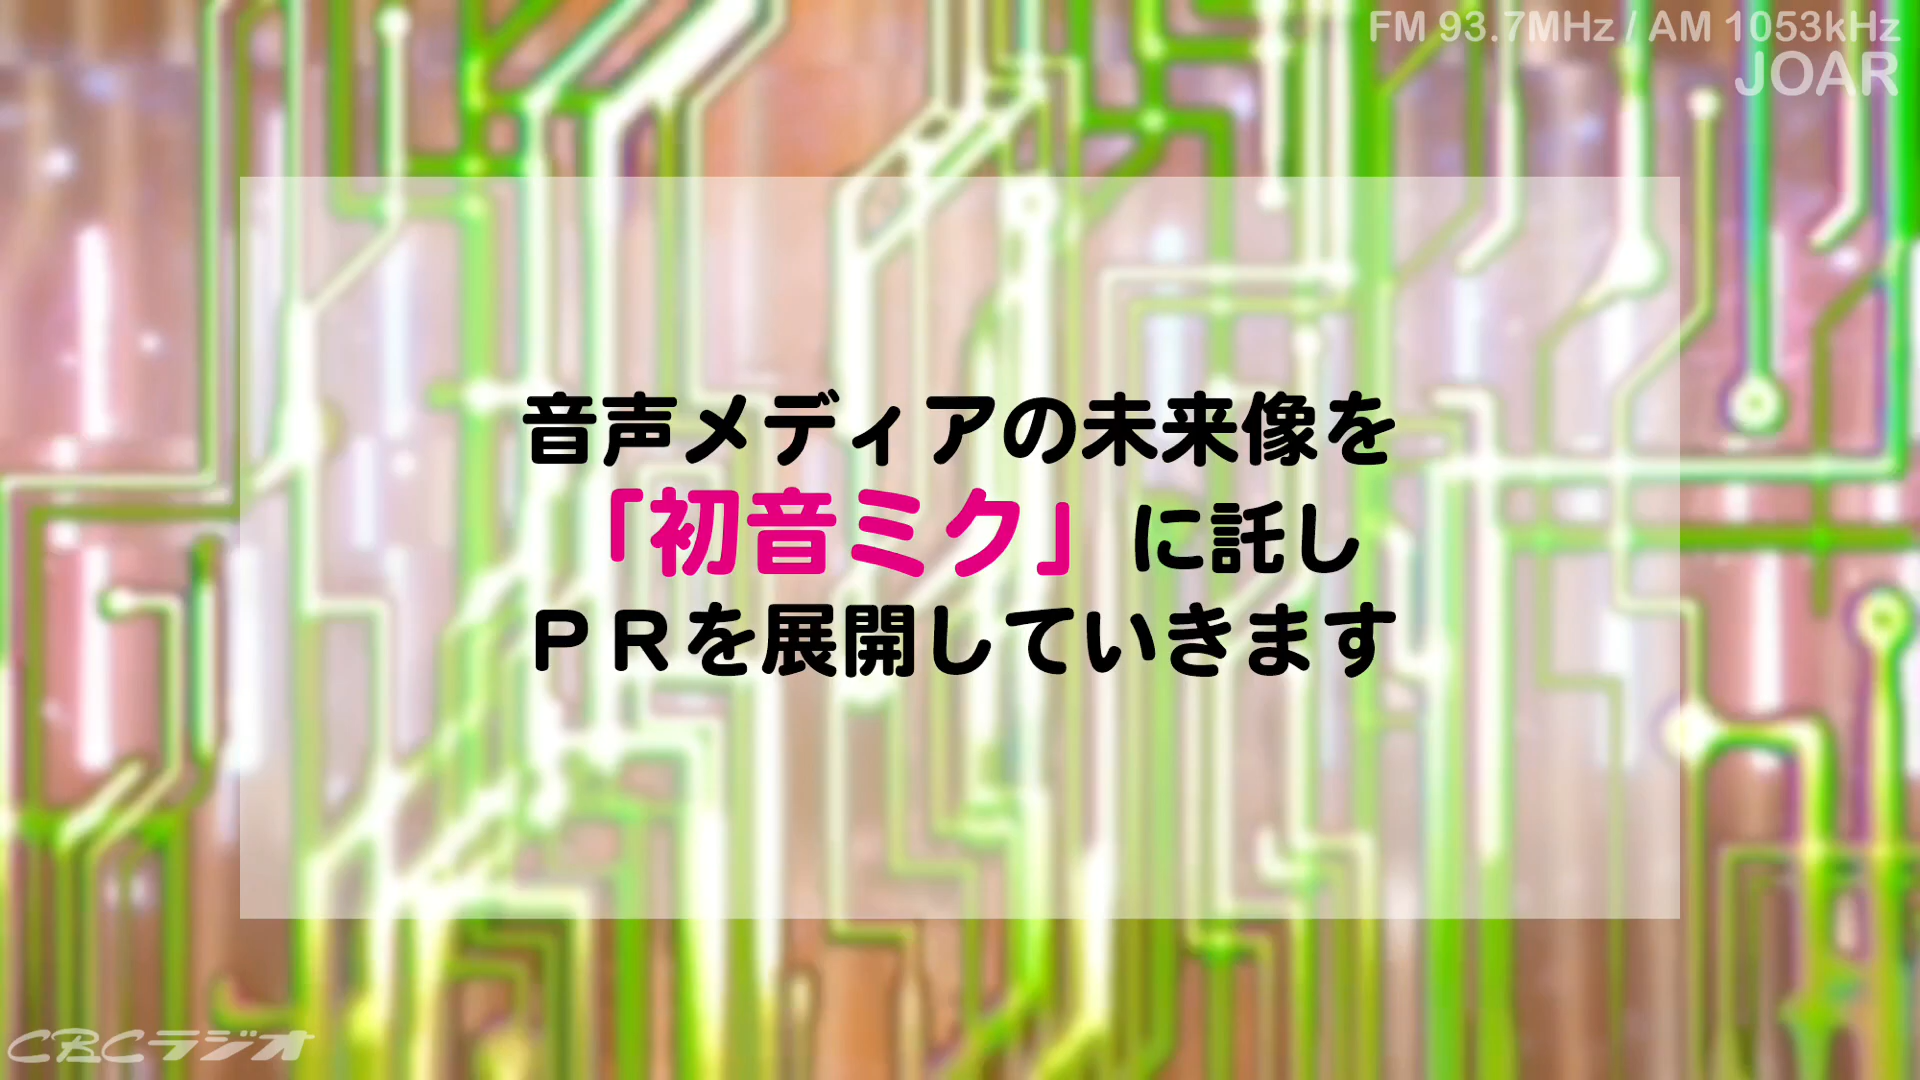 FM 93.7MHz / AM 1053kHz
JOAR
音声メディアの未来像を
「初音ミク」に託し
ＰＲを展開していきます
CBCラジオ